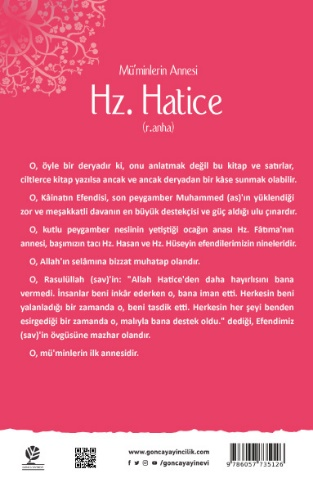 Mü'minlerin Annesi
Hz. Hatice
(r.anha)
O, öyle bir deryadır ki, onu anlatmak değil bu kitap ve satırlar,
ciltlerce kitap yazılsa ancak ve ancak deryadan bir kâse sunmak olabilir.
O, Kâinatın Efendisi, son peygamber Muhammed (as)'ın yüklendiği
zor ve meşakkatli davanın en büyük destekçisi ve güç aldığı ulu çınardır.
O, kutlu peygamber neslinin yetiştiği ocağın anası Hz. Fâtıma'nın
annesi, başımızın tacı Hz. Hasan ve Hz. Hüseyin efendilerimizin nineleridir.
O, Allah'ın selâmına bizzat muhatap olandır.
O, Rasulüllah (sav)'in: "Allah Hatice'den daha hayırlısını bana
vermedi. İnsanlar beni inkâr ederken o, bana iman etti. Herkesin beni
yalanladığı bir zamanda o, beni tasdik etti. Herkesin her şeyi benden
esirgediği bir zamanda o, malıyla bana destek oldu." dediği, Efendimiz
(sav)'in övgüsüne mazhar olandır.
O, mü'minlerin ilk annesidir.
www.goncayayincilik.com
/goncayayinevi
9 786057 735126